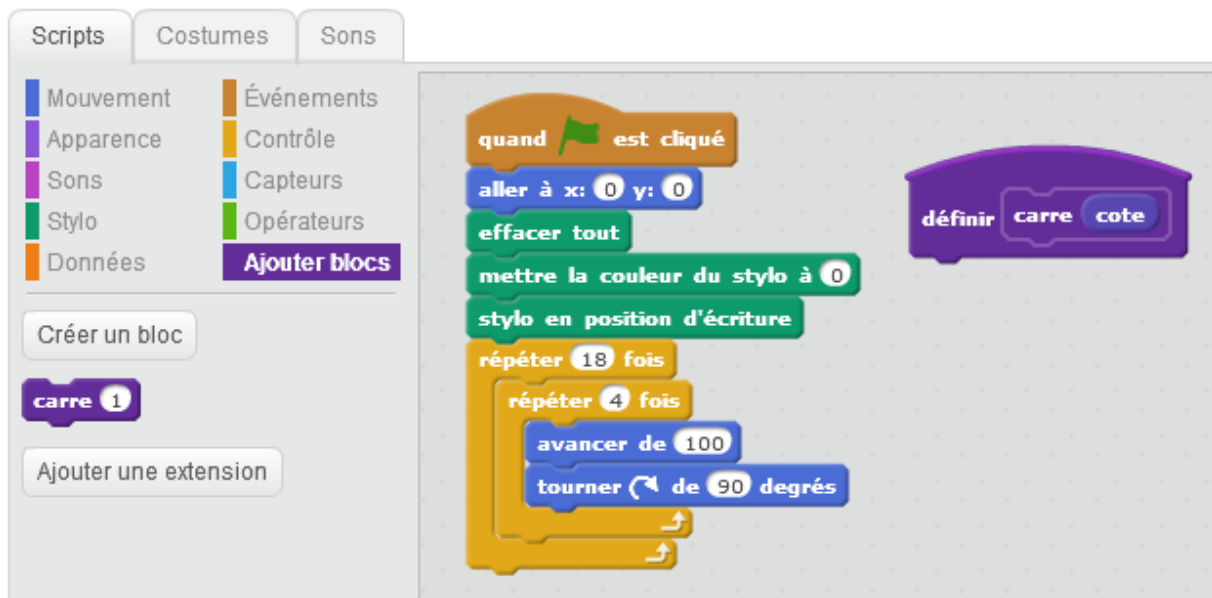 Scripts Costumes Sons
Mouvement Événements
Apparence Contrôle
Sons Capteurs
Stylo Opérateurs
Données Ajouter blocs
Créer un bloc
carre 1
Ajouter une extension
quand est cliqué
aller à x: 0 y: 0
effacer tout
mettre la couleur du stylo à 0
stylo en position d'écriture
répéter 18 fois
répéter 4 fois
avancer de 100
tourner de 90 degrés
définir carre cote